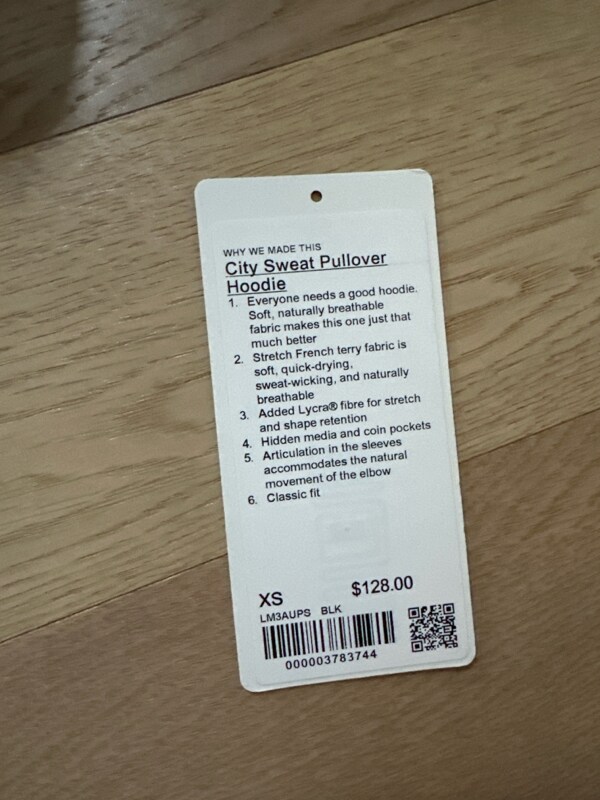 WHY WE MADE THIS
City Sweat Pullover
Hoodie
1. Everyone needs a good hoodie.
Soft, naturally breathable
fabric makes this one just that
much better
2. Stretch French terry fabric is
soft, quick-drying,
sweat-wicking, and naturally
breathable
3. Added Lycra® fibre for stretch
and shape retention
4. Hidden media and coin pockets
5. Articulation in the sleeves
accommodates the natural
movement of the elbow
6. Classic fit
XS $128.00
LM3AUPS BLK
000003783744